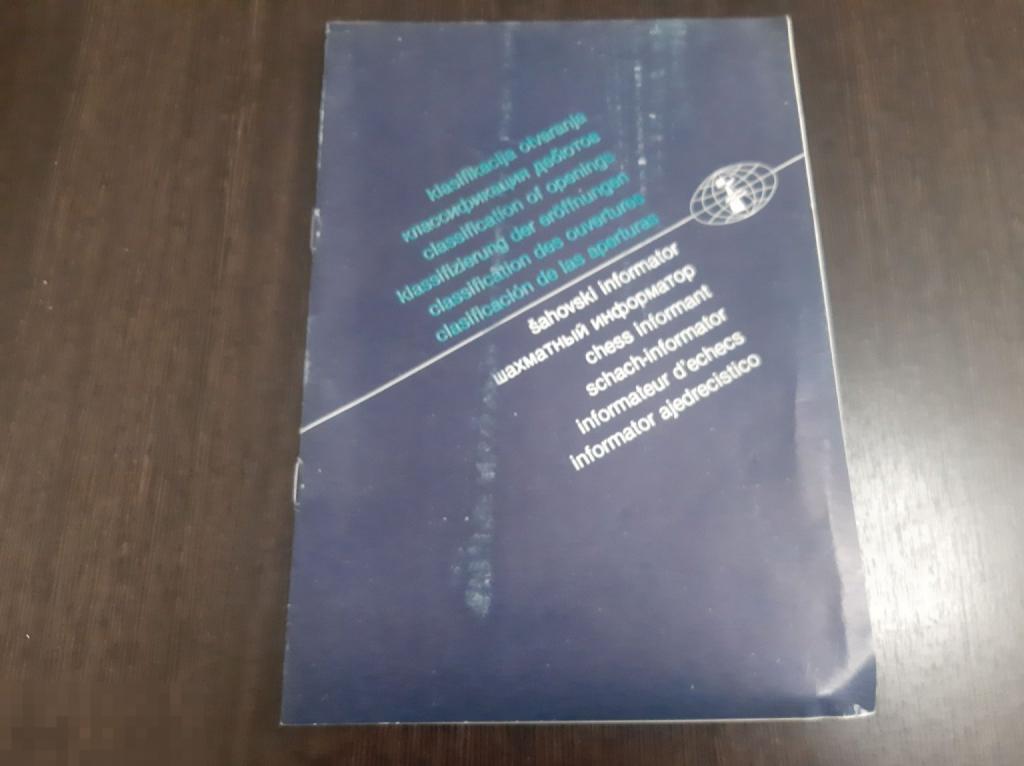 klasifikacija otvaranja
классификация дебютов
classification of openings
klassifizierung der eröffnungen
classification des ouvertures
clasificación de las aperturas
šahovski informator
шахматный информатор
chess informant
schach-informator
informateur d'echecs
informator ajedrecistico